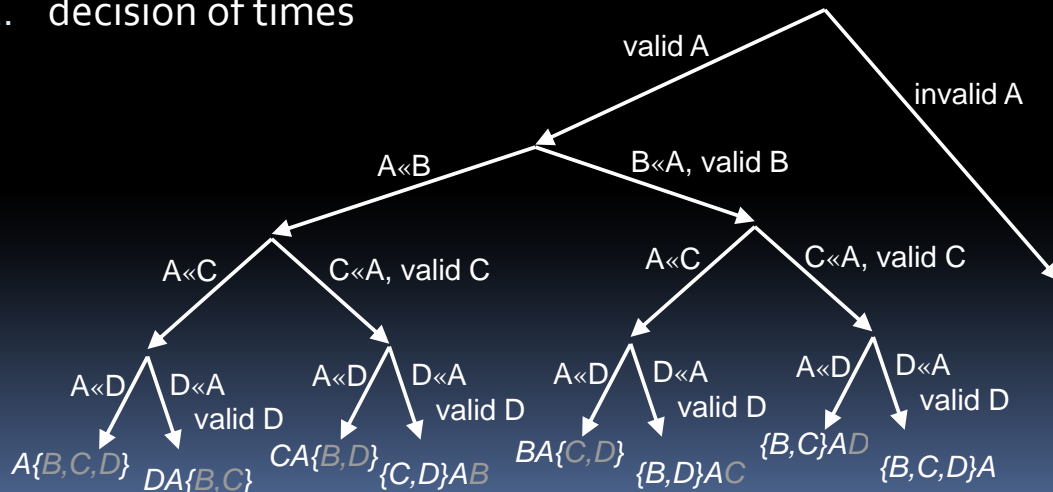 . decision of times
valid A
invalid A
A«B
B«A, valid B
A«C
C«A, valid C
A«C
C«A, valid C
A«D
D«A
valid D
A«D
D«A
valid D
A«D
D«A
valid D
A«D
D«A
valid D
A{B,C,D}
DA{B,C}
CA{B,D}
{C,D}AB
BA{C,D}
{B,D}AC
{B,C}AD
{B,C,D}A